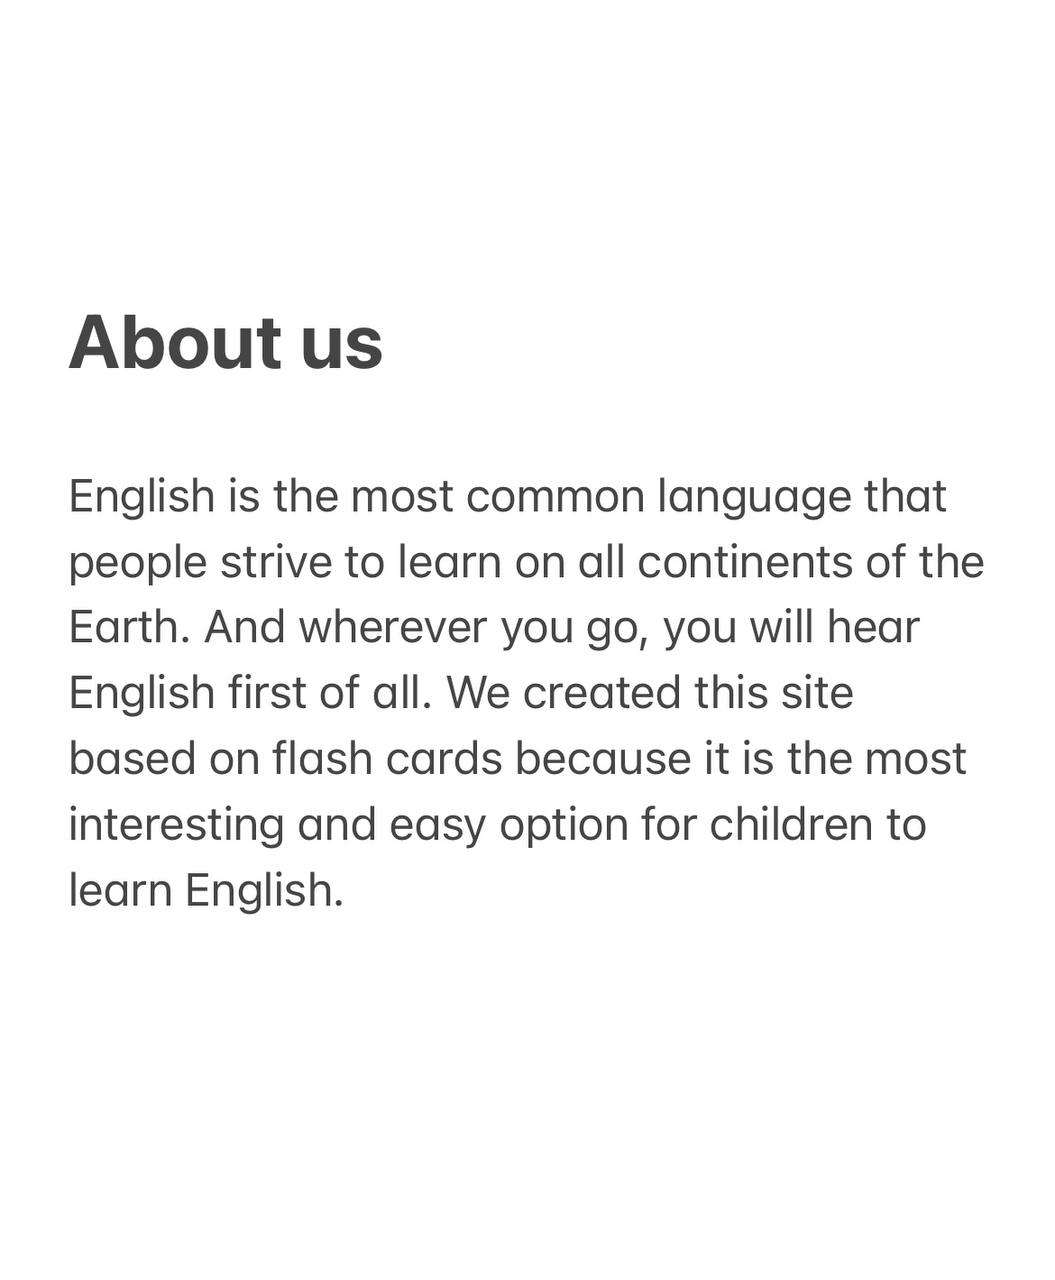 About us
English is the most common language that
people strive to learn on all continents of the
Earth. And wherever you go, you will hear
English first of all. We created this site
based on flash cards because it is the most
interesting and easy option for children to
learn English.